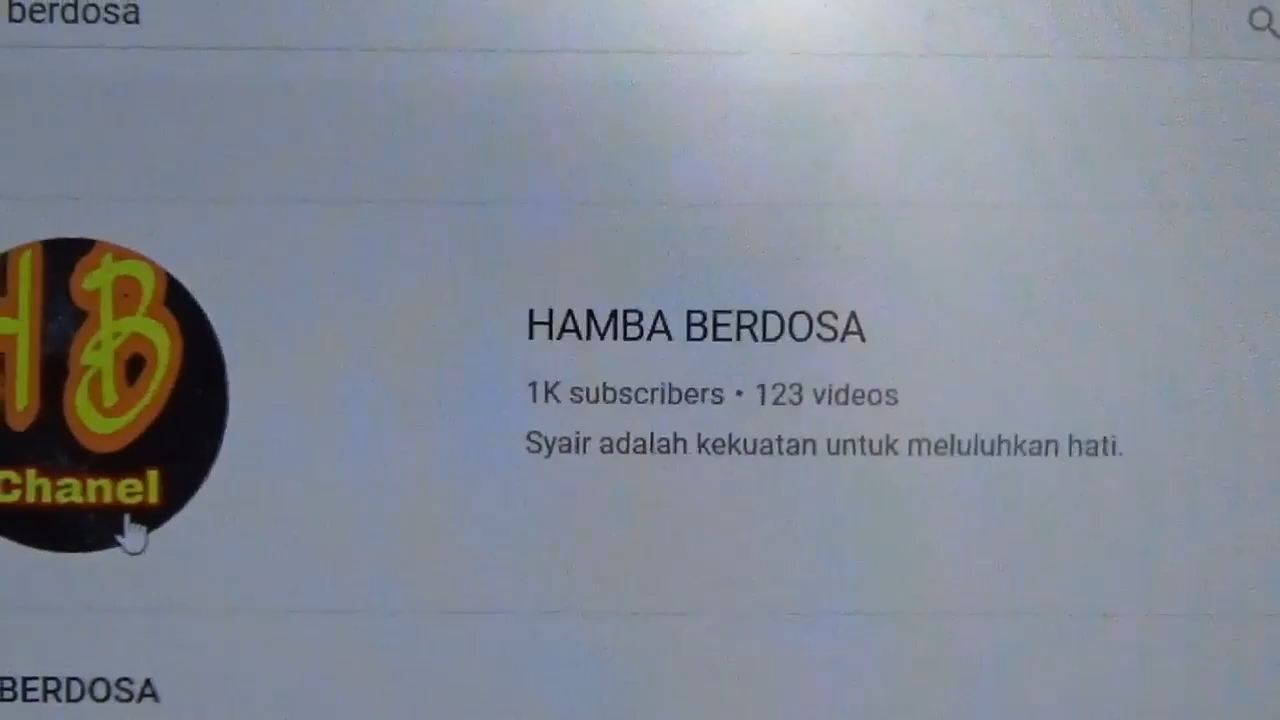 berdosa
HB
Chanel
HAMBA BERDOSA
1K subscribers • 123 videos
Syair adalah kekuatan untuk meluluhkan hati.
BERDOSA